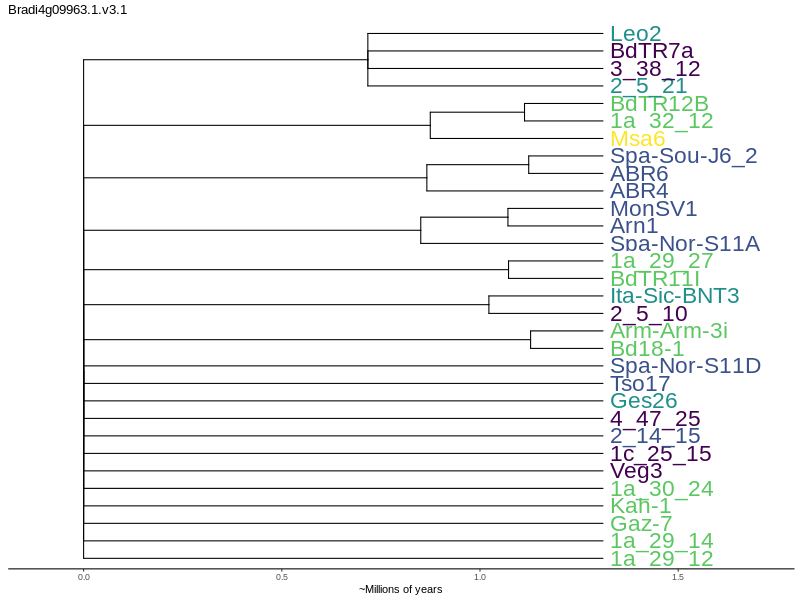 Bradi4g09963.1.v3.1
Leo2
BdTR7a
3_38_12
2_5_21
BdTR12B
1a_32_12
Msa6
Spa-Sou-J6_2
ABR6
ABR4
MonSV1
Arn1
Spa-Nor-S11A
1a_29_27
BdTR11I
Ita-Sic-BNT3
2_5_10
Arm-Arm-3i
Bd18-1
Spa-Nor-S11D
Tso17
Ges26
4_47_25
2_14_15
1c_25_15
Veg3
1a_30_24
Kah-1
Gaz-7
1a_29_14
1a_29_12
0.0 0.5 1.0 1.5
~Millions of years